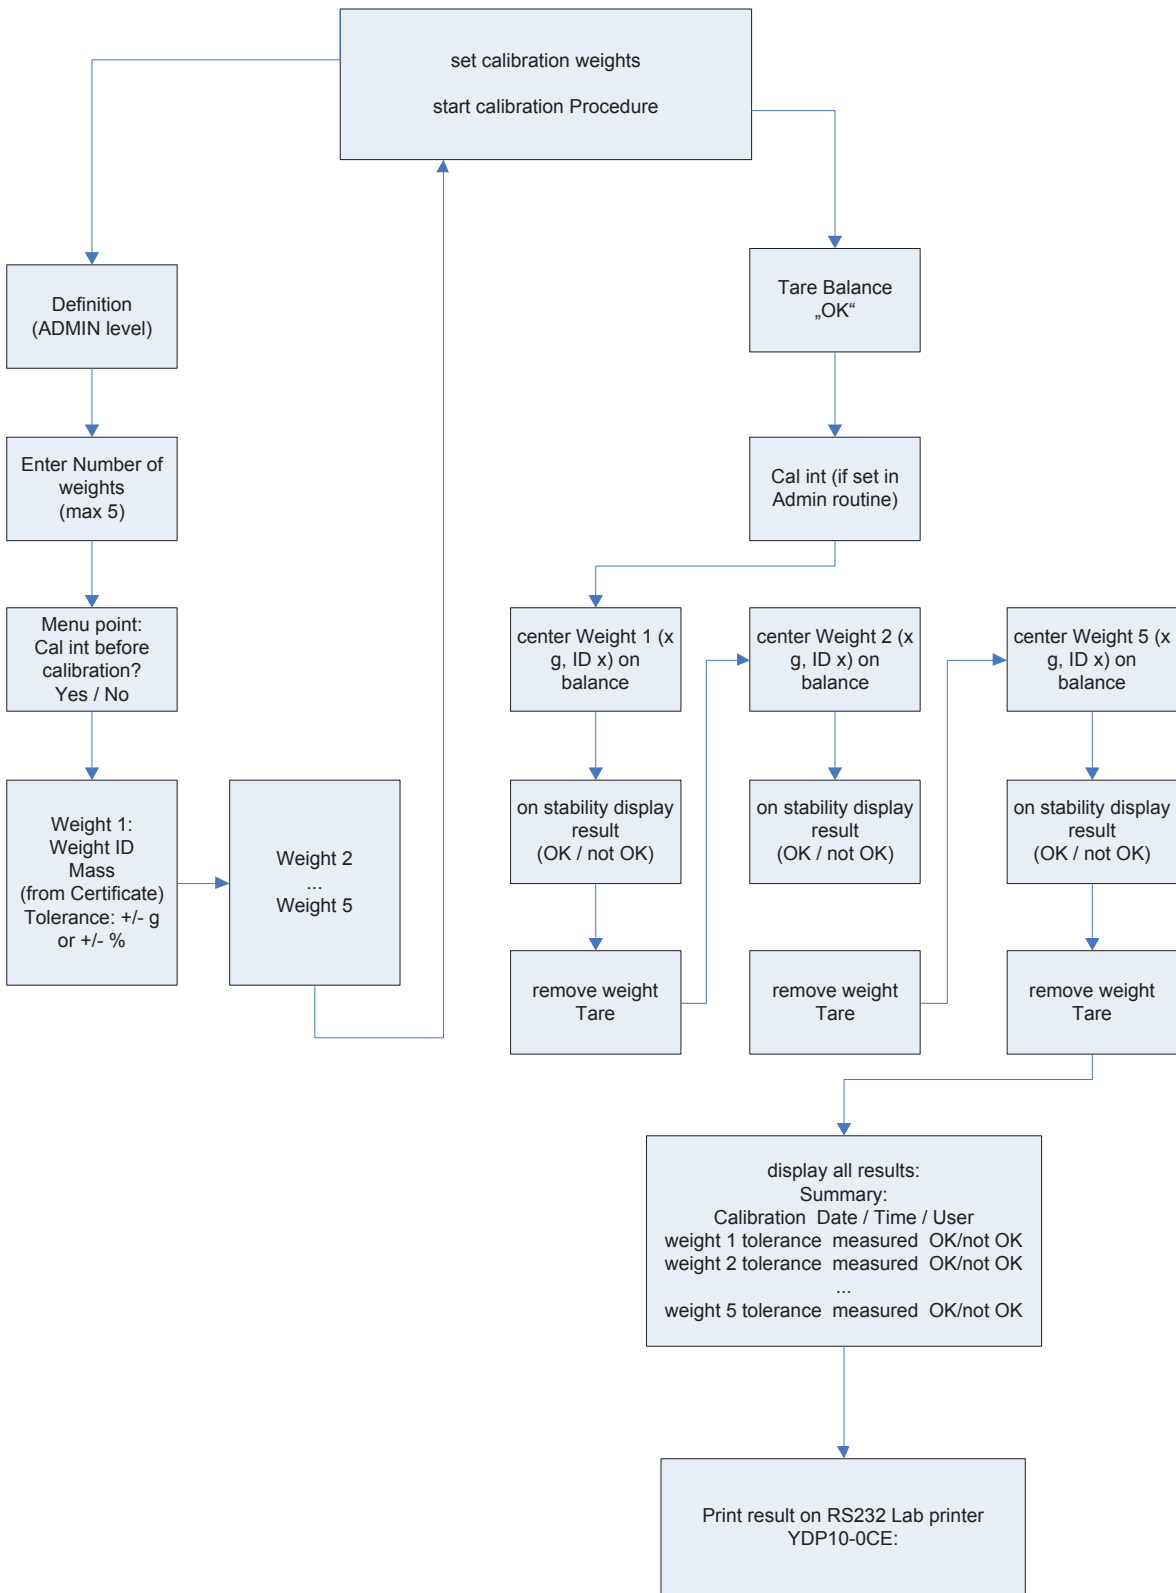 set calibration weights
start calibration Procedure
Definition
(ADMIN level)
Enter Number of
weights
(max 5)
Menu point:
Cal int before
calibration?
Yes / No
Weight 1:
Weight ID
Mass
(from Certificate)
Tolerance: +/- g
or +/- %
Weight 2
...
Weight 5
Tare Balance
„OK“
Cal int (if set in
Admin routine)
center Weight 1 (x
g, ID x) on
balance
on stability display
result
(OK / not OK)
remove weight
Tare
center Weight 2 (x
g, ID x) on
balance
on stability display
result
(OK / not OK)
remove weight
Tare
center Weight 5 (x
g, ID x) on
balance
on stability display
result
(OK / not OK)
remove weight
Tare
display all results:
Summary:
Calibration  Date / Time / User
weight 1 tolerance  measured  OK/not OK
weight 2 tolerance  measured  OK/not OK
...
weight 5 tolerance  measured  OK/not OK
Print result on RS232 Lab printer
YDP10-0CE: